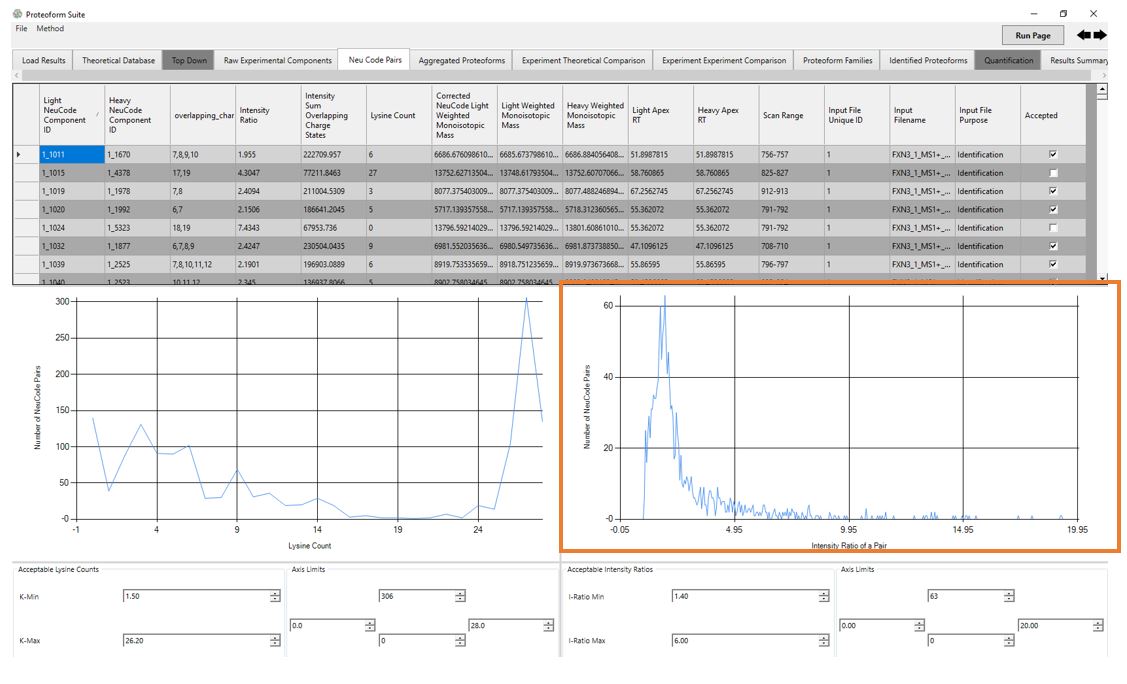 Proteoform Suite
File Method
Run Page
Load Results Theoretical Database Top Down Raw Experimental Components Neu Code Pairs Aggregated Proteoforms Experiment Theoretical Comparison Experiment Experiment Comparison Proteoform Families Identified Proteoforms Quantification Results Summary
Light NeuCode Component ID Heavy NeuCode Component ID overlapping_char Intensity Ratio Intensity Sum Overlapping Charge States Lysine Count Corrected NeuCode Light Weighted Monoisotopic Mass Light Weighted Monoisotopic Mass Heavy Weighted Monoisotopic Mass Light Apex RT Heavy Apex RT Scan Range Input File Unique ID Input Filename Input File Purpose Accepted
1_1011 1_1670 7,8,9,10 1.955 222709.957 6 6686.676098610... 6685.673798610... 6686.884056408... 51.8987815 51.8987815 756-757 1 FXN3_1_MS1+_... Identification
1_1015 1_4378 17,19 4.3047 77211.8463 27 13752.62713504... 13748.61793504... 13752.60707066... 58.760865 58.760865 825-827 1 FXN3_1_MS1+_... Identification
1_1019 1_1978 7,8 2.4094 211004.5309 3 8077.375403009... 8077.375403009... 8077.488246894... 67.2562745 67.2562745 912-913 1 FXN3_1_MS1+_... Identification
1_1020 1_1992 6,7 2.1506 186641.2045 5 5717.139357558... 5717.139357558... 5718.312360565... 55.362072 55.362072 791-792 1 FXN3_1_MS1+_... Identification
1_1024 1_5323 18,19 7.4343 67953.736 0 13796.59214029... 13796.59214029... 13801.60861010... 55.362072 55.362072 791-792 1 FXN3_1_MS1+_... Identification
1_1032 1_1877 6,7,8,9 2.4247 230504.0435 9 6981.552035636... 6980.549735636... 6981.873738850... 47.1096125 47.1096125 708-710 1 FXN3_1_MS1+_... Identification
1_1039 1_2525 7,8,10,11,12 2.1901 196903.0889 6 8919.753535659... 8918.751235659... 8919.973673668... 55.86595 55.86595 796-797 1 FXN3_1_MS1+_... Identification
1_1040 1_2523 10,11,12 2.345 136937.8066 5
300
250
200
150
100
50
-0
-1 4 9 14 19 24
Number of NeuCode Pairs
Lysine Count
60
40
20
-0
-0.05 4.95 9.95 14.95 19.95
Number of NeuCode Pairs
Intensity Ratio of a Pair
Acceptable Lysine Counts
K-Min 1.50
K-Max 26.20
Axis Limits
306
0.0 28.0
0
Acceptable Intensity Ratios
I-Ratio Min 1.40
I-Ratio Max 6.00
Axis Limits
63
0.00 20.00
0